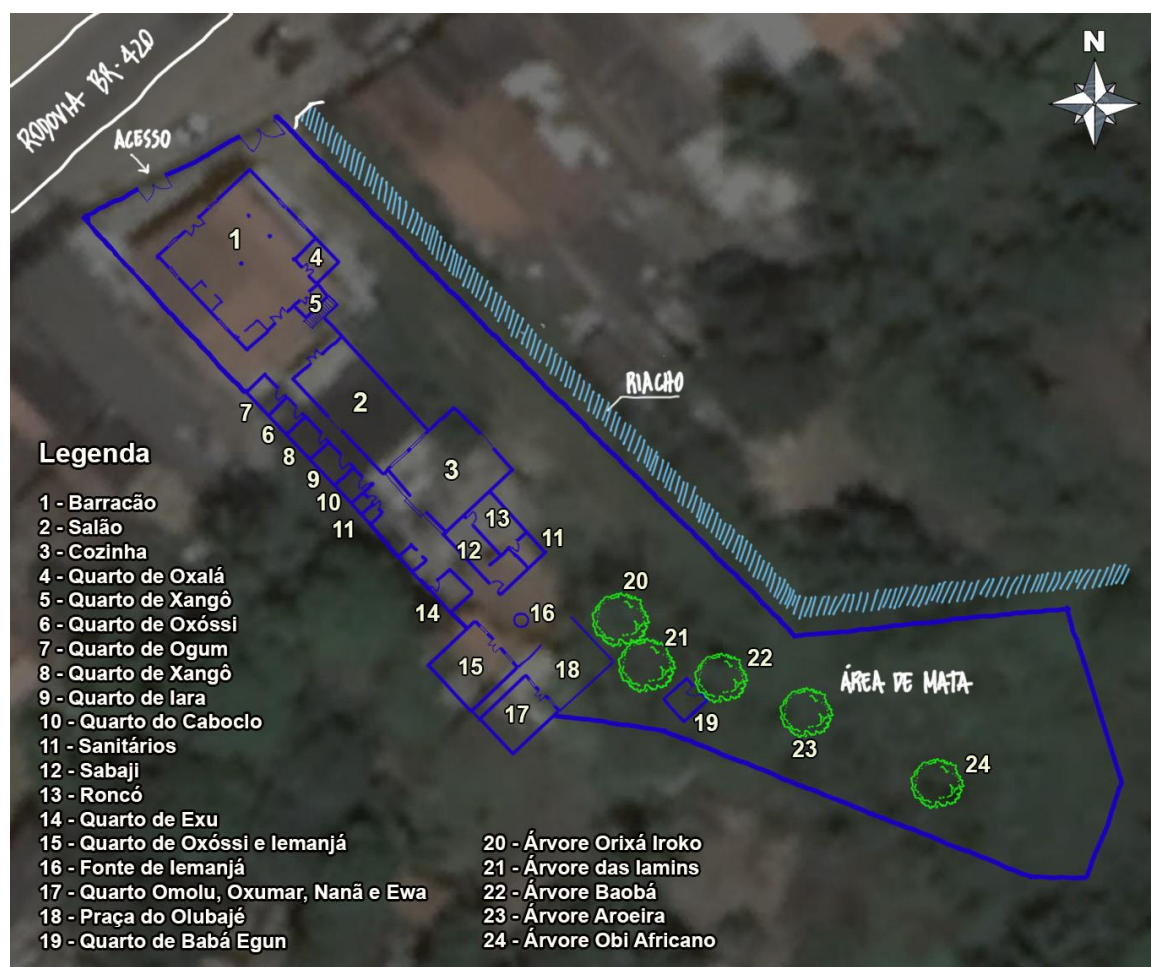 N
RODOVIA BR-420
ACESSO
1
4
5
RIACHO
2
7
6
8
3
9
10
13
11
11
12
20
14
16
21
15
18
22
ÁREA DE MATA
17
19
23
24
Legenda
1 - Barracão
2 - Salão
3 - Cozinha
4 - Quarto de Oxalá
5 - Quarto de Xangô
6 - Quarto de Oxóssi
7 - Quarto de Ogum
8 - Quarto de Xangô
9 - Quarto de Iara
10 - Quarto do Caboclo
11 - Sanitários
12 - Sabaji
13 - Roncó
14 - Quarto de Exu
15 - Quarto de Oxóssi e Iemanjá
16 - Fonte de Iemanjá
17 - Quarto Omolu, Oxumar, Nanã e Ewa
18 - Praça do Olubajé
19 - Quarto de Babá Egun
20 - Árvore Orixá Iroko
21 - Árvore das Iamins
22 - Árvore Baobá
23 - Árvore Aroeira
24 - Árvore Obi Africano